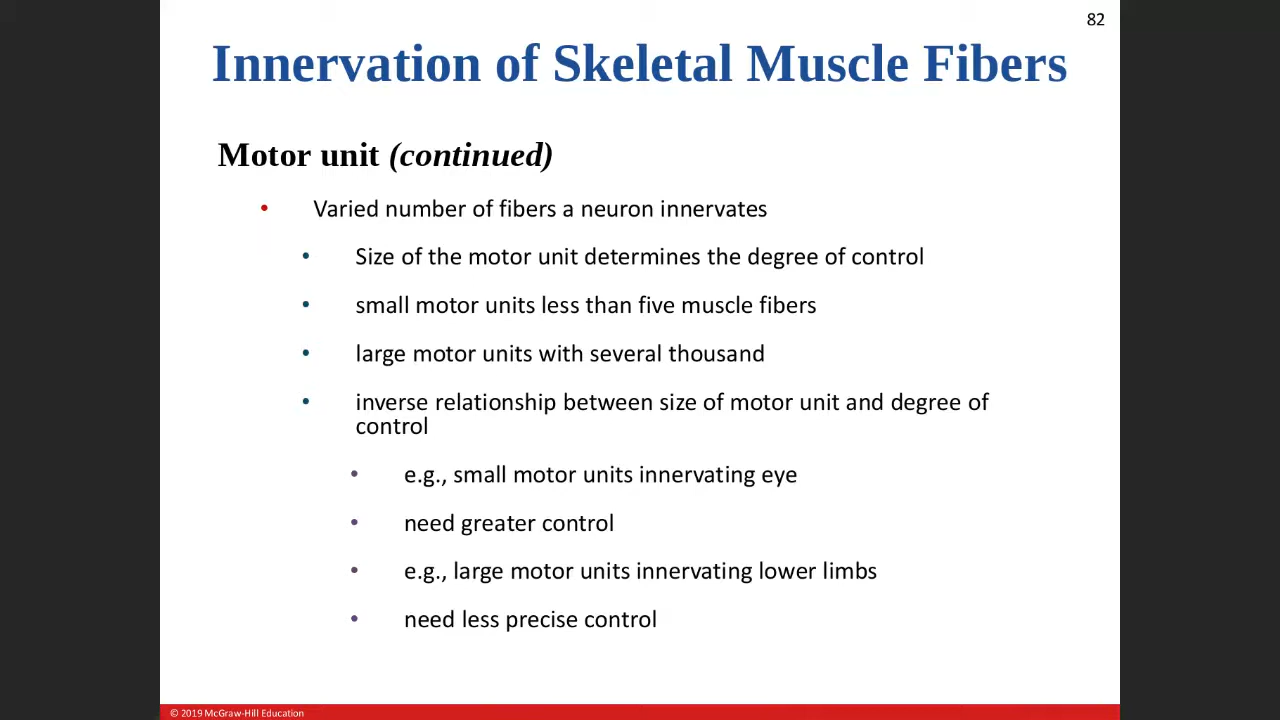 82
Innervation of Skeletal Muscle Fibers
Motor unit (continued)
• Varied number of fibers a neuron innervates
• Size of the motor unit determines the degree of control
• small motor units less than five muscle fibers
• large motor units with several thousand
• inverse relationship between size of motor unit and degree of
control
• e.g., small motor units innervating eye
• need greater control
• e.g., large motor units innervating lower limbs
• need less precise control
© 2019 McGraw-Hill Education